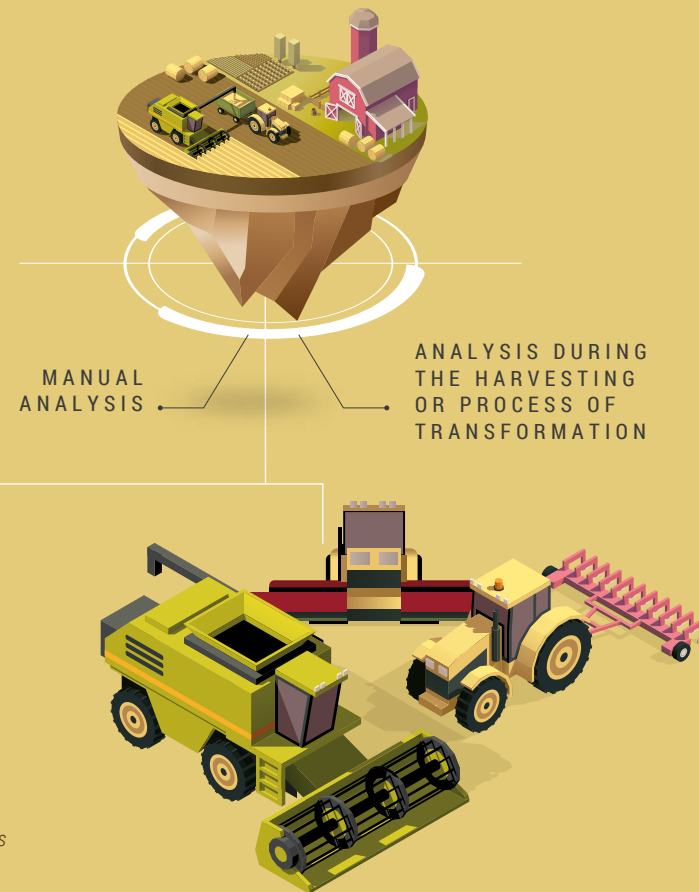 MANUAL
ANALYSIS
ANALYSIS DURING
THE HARVESTING
OR PROCESS OF
TRANSFORMATION